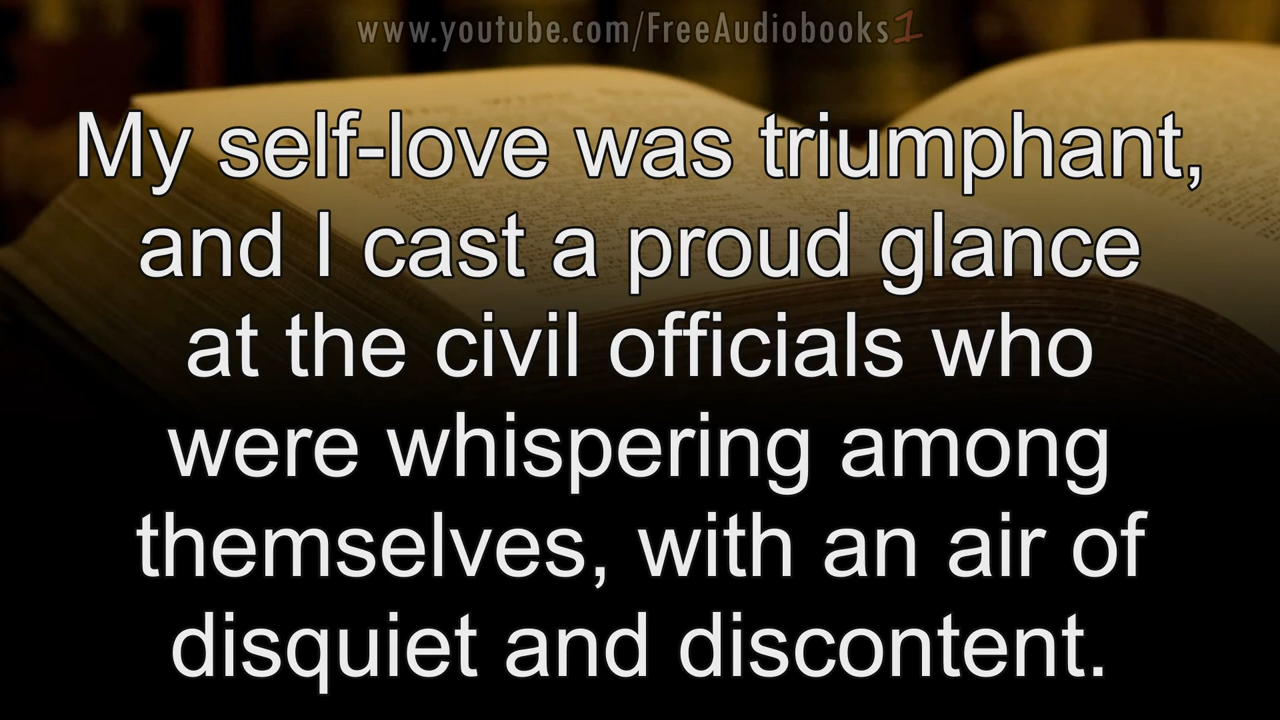 www.youtube.com/FreeAudiobooks1
My self-love was triumphant,
and I cast a proud glance
at the civil officials who
were whispering among
themselves, with an air of
disquiet and discontent.